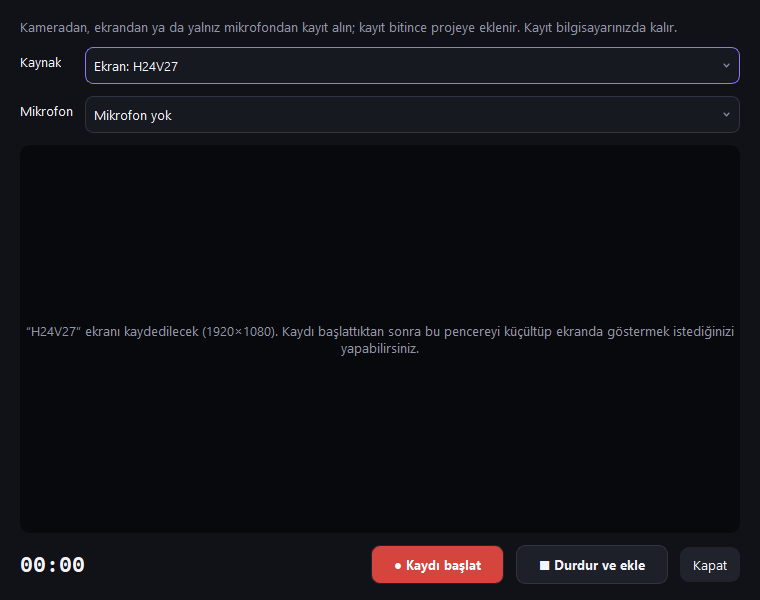 Kameradan, ekrandan ya da yalnız mikrofondan kayıt alın; kayıt bitince projeye eklenir. Kayıt bilgisayarınızda kalır.
Kaynak
Ekran: H24V27
Mikrofon
Mikrofon yok
“H24V27” ekranı kaydedilecek (1920×1080). Kaydı başlattıktan sonra bu pencereyi küçültüp ekranda göstermek istediğinizi
yapabilirsiniz.
00:00
● Kaydı başlat
■ Durdur ve ekle
Kapat